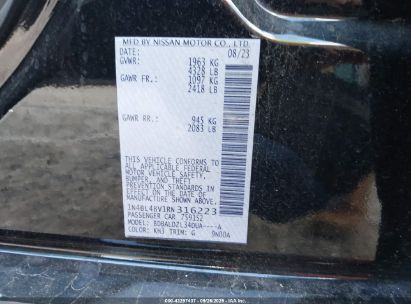 MFD BY NISSAN MOTOR CO., LTD.
DATE: 08/23
GVWR: 1963 KG
4328 LB
GAWR FR.: 1097 KG
2418 LB
GAWR RR.: 945 KG
2083 LB
THIS VEHICLE CONFORMS TO
ALL APPLICABLE FEDERAL
MOTOR VEHICLE SAFETY,
BUMPER, AND THEFT
PREVENTION STANDARDS IN
EFFECT ON THE DATE OF
MANUFACTURE SHOWN ABOVE.
1N4BL4BV1RN316223
PASSENGER CAR 759152
COLOR: KH3 TRIM: G